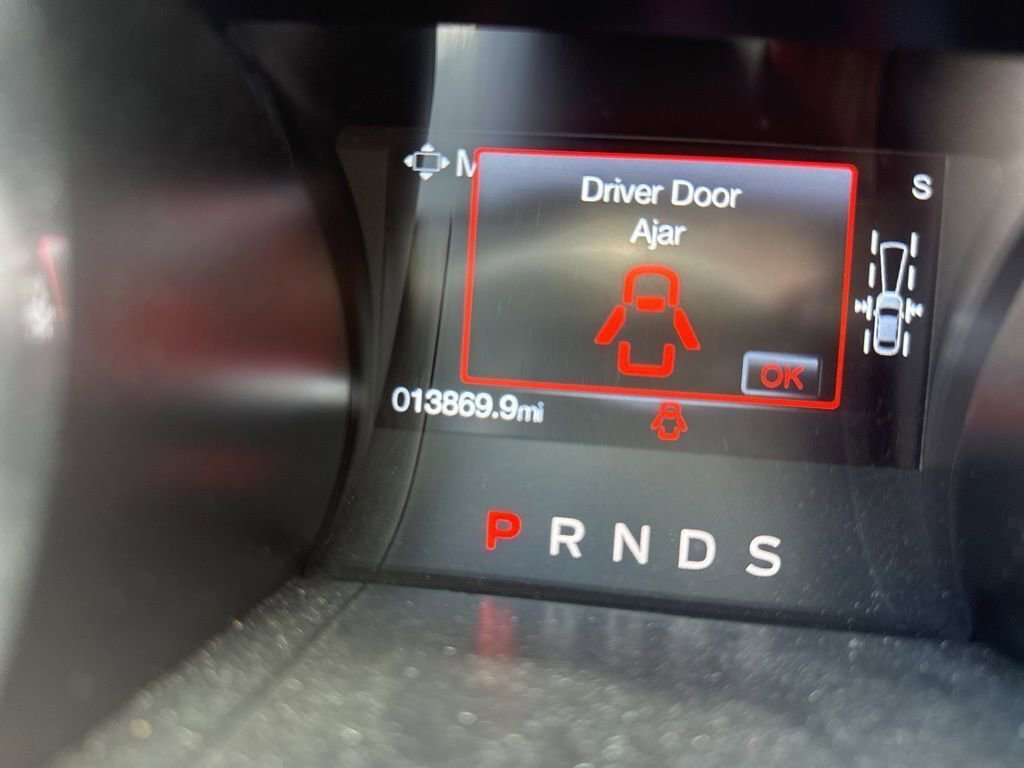 M
Driver Door
Ajar
S
OK
013869.9mi
P R N D S